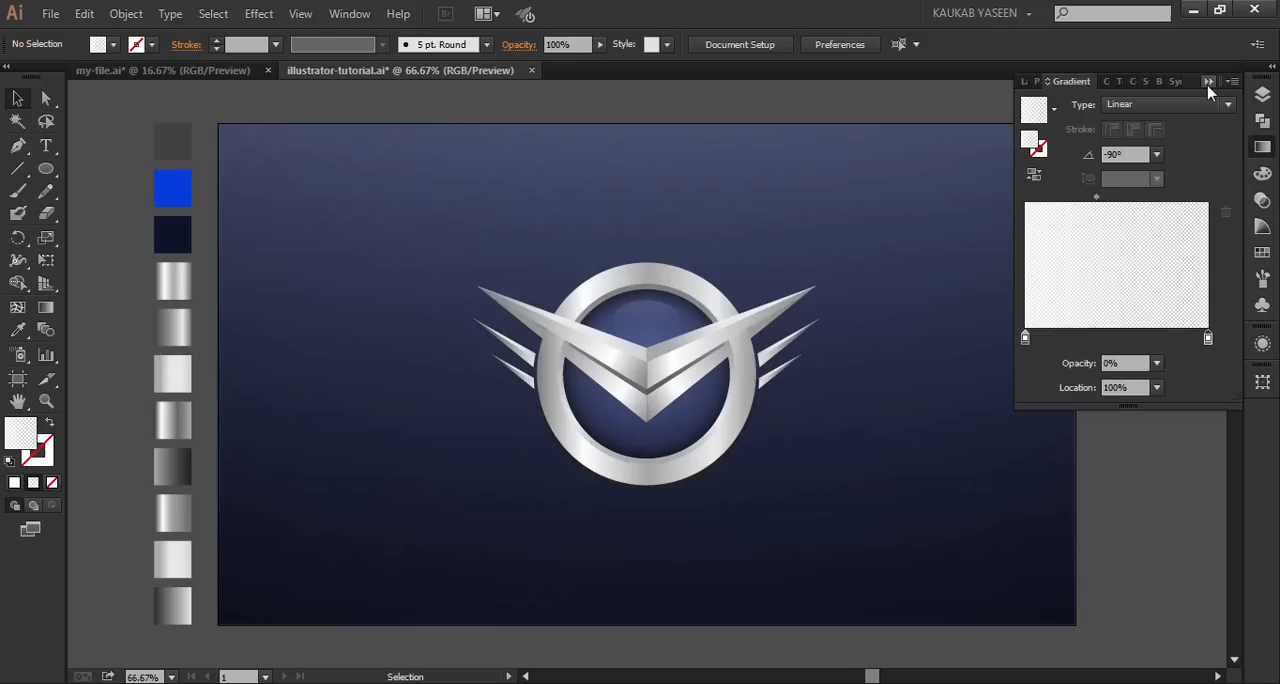 Ai File Edit Object Type Select Effect View Window Help Br KAUKAB YASEEN
No Selection Stroke: 5 pt. Round Opacity: 100% Style: Document Setup Preferences
my-file.ai* @ 16.67% (RGB/Preview) × illustrator-tutorial.ai* @ 66.67% (RGB/Preview) ×
Gradient C T C S B Sy
Type: Linear
Stroke:
-90°
Opacity: 0%
Location: 100%
66.67% 1 Selection